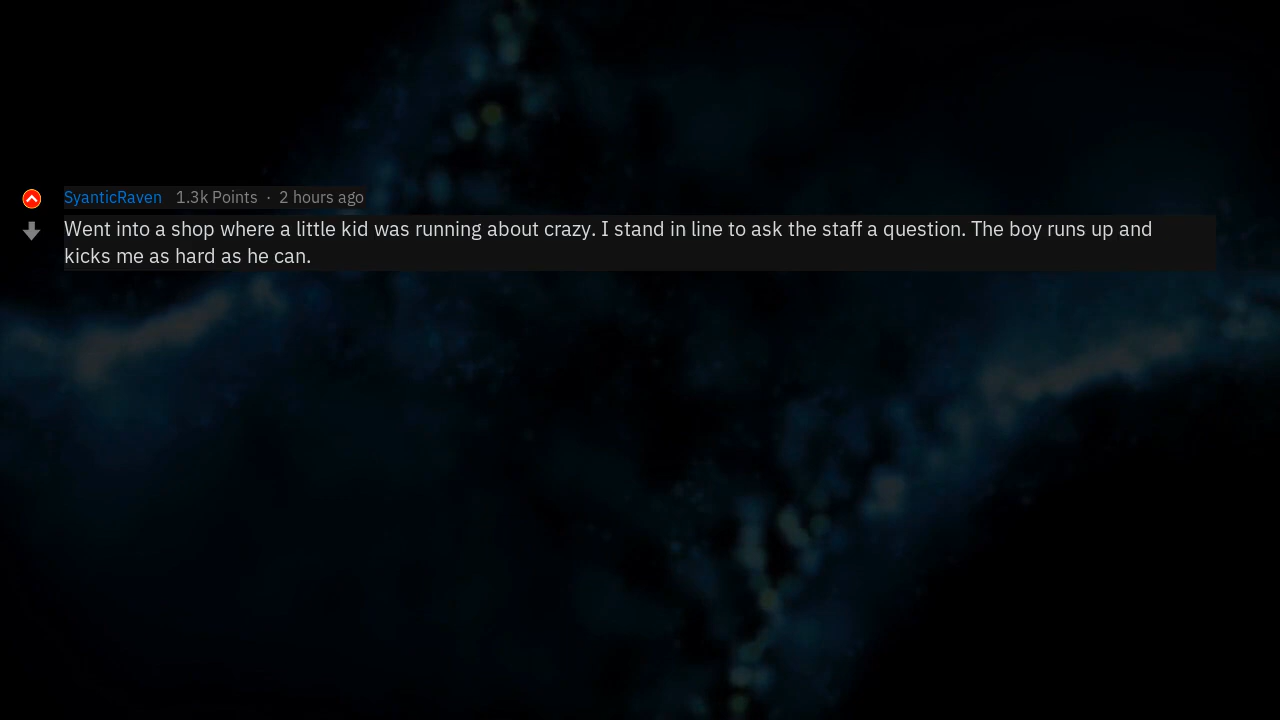 SyanticRaven 1.3k Points · 2 hours ago
Went into a shop where a little kid was running about crazy. I stand in line to ask the staff a question. The boy runs up and
kicks me as hard as he can.